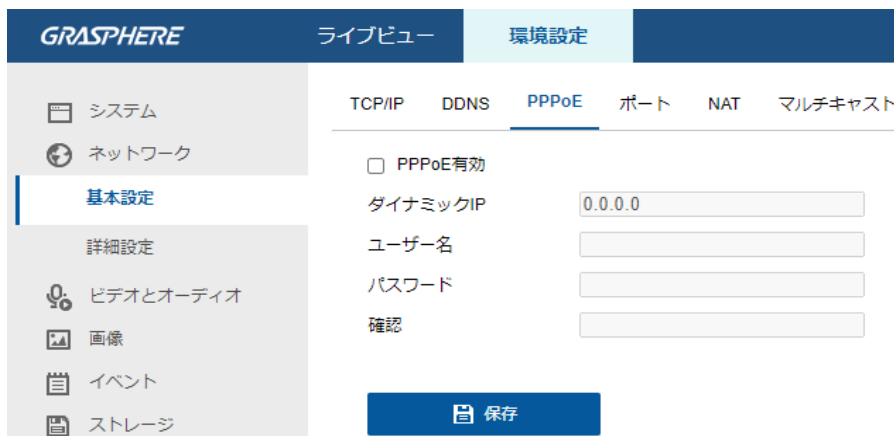 GRASPHERE ライブビュー 環境設定
システム
ネットワーク
基本設定
詳細設定
ビデオとオーディオ
画像
イベント
ストレージ
TCP/IP DDNS PPPoE ポート NAT マルチキャスト
PPPoE有効
ダイナミックIP 0.0.0.0
ユーザー名
パスワード
確認
保存